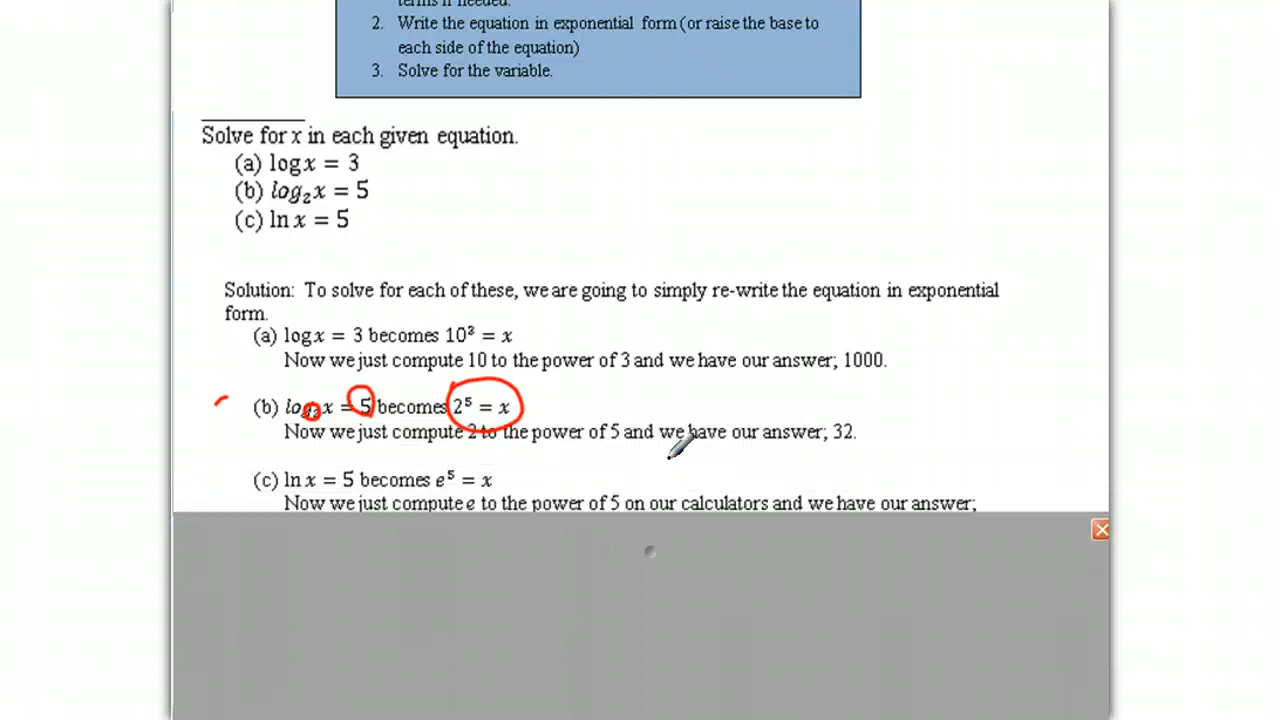 terms if needed.
2. Write the equation in exponential form (or raise the base to
each side of the equation)
3. Solve for the variable.
Solve for x in each given equation.
(a) log x = 3
(b) log₂x = 5
(c) ln x = 5
Solution: To solve for each of these, we are going to simply re-write the equation in exponential
form.
(a) log x = 3 becomes 10³ = x
Now we just compute 10 to the power of 3 and we have our answer; 1000.
(b) log₂x = 5 becomes 2⁵ = x
Now we just compute 2 to the power of 5 and we have our answer; 32.
(c) ln x = 5 becomes e⁵ = x
Now we just compute e to the power of 5 on our calculators and we have our answer;